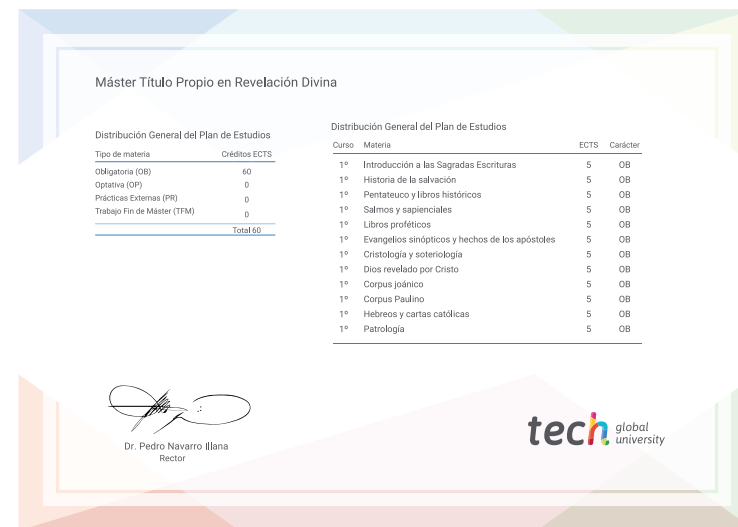 Máster Título Propio en Revelación Divina
Distribución General del Plan de Estudios
Tipo de materia Créditos ECTS
Obligatoria (OB) 60
Optativa (OP) 0
Prácticas Externas (PR) 0
Trabajo Fin de Máster (TFM) 0
Total 60
Distribución General del Plan de Estudios
Curso Materia ECTS Carácter
1º Introducción a las Sagradas Escrituras 5 OB
1º Historia de la salvación 5 OB
1º Pentateuco y libros históricos 5 OB
1º Salmos y sapienciales 5 OB
1º Libros proféticos 5 OB
1º Evangelios sinópticos y hechos de los apóstoles 5 OB
1º Cristología y soteriología 5 OB
1º Dios revelado por Cristo 5 OB
1º Corpus joánico 5 OB
1º Corpus Paulino 5 OB
1º Hebreos y cartas católicas 5 OB
1º Patrología 5 OB
Dr. Pedro Navarro Illana
Rector
tech global
university